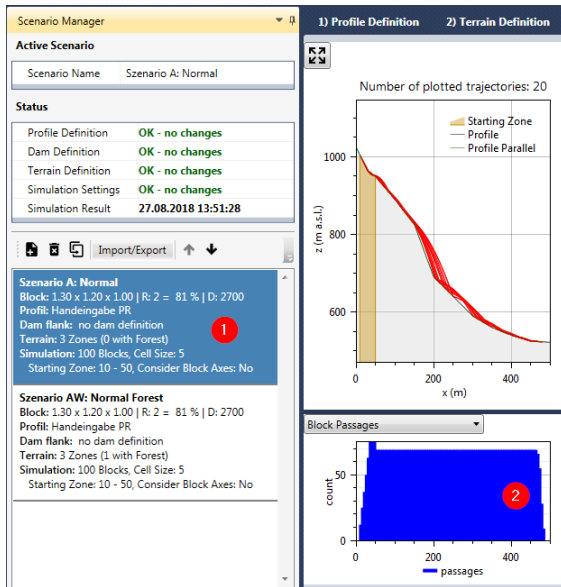 Scenario Manager
Active Scenario
Scenario Name Szenario A: Normal
Status
Profile Definition OK - no changes
Dam Definition OK - no changes
Terrain Definition OK - no changes
Simulation Settings OK - no changes
Simulation Result 27.08.2018 13:51:28
Import/Export
Szenario A: Normal
Block: 1.30 x 1.20 x 1.00 | R: 2 = 81 % | D: 2700
Profil: Handeingabe PR
Dam flank: no dam definition
Terrain: 3 Zones (0 with Forest)
Simulation: 100 Blocks, Cell Size: 5
Starting Zone: 10 - 50, Consider Block Axes: No
1
Szenario AW: Normal Forest
Block: 1.30 x 1.20 x 1.00 | R: 2 = 81 % | D: 2700
Profil: Handeingabe PR
Dam flank: no dam definition
Terrain: 3 Zones (1 with Forest)
Simulation: 100 Blocks, Cell Size: 5
Starting Zone: 10 - 50, Consider Block Axes: No
1) Profile Definition 2) Terrain Definition
Number of plotted trajectories: 20
Starting Zone
Profile
Profile Parallel
z (m a.s.l.)
1000
800
600
0 200 400
x (m)
Block Passages
count
50
0
2
0 200 400
passages